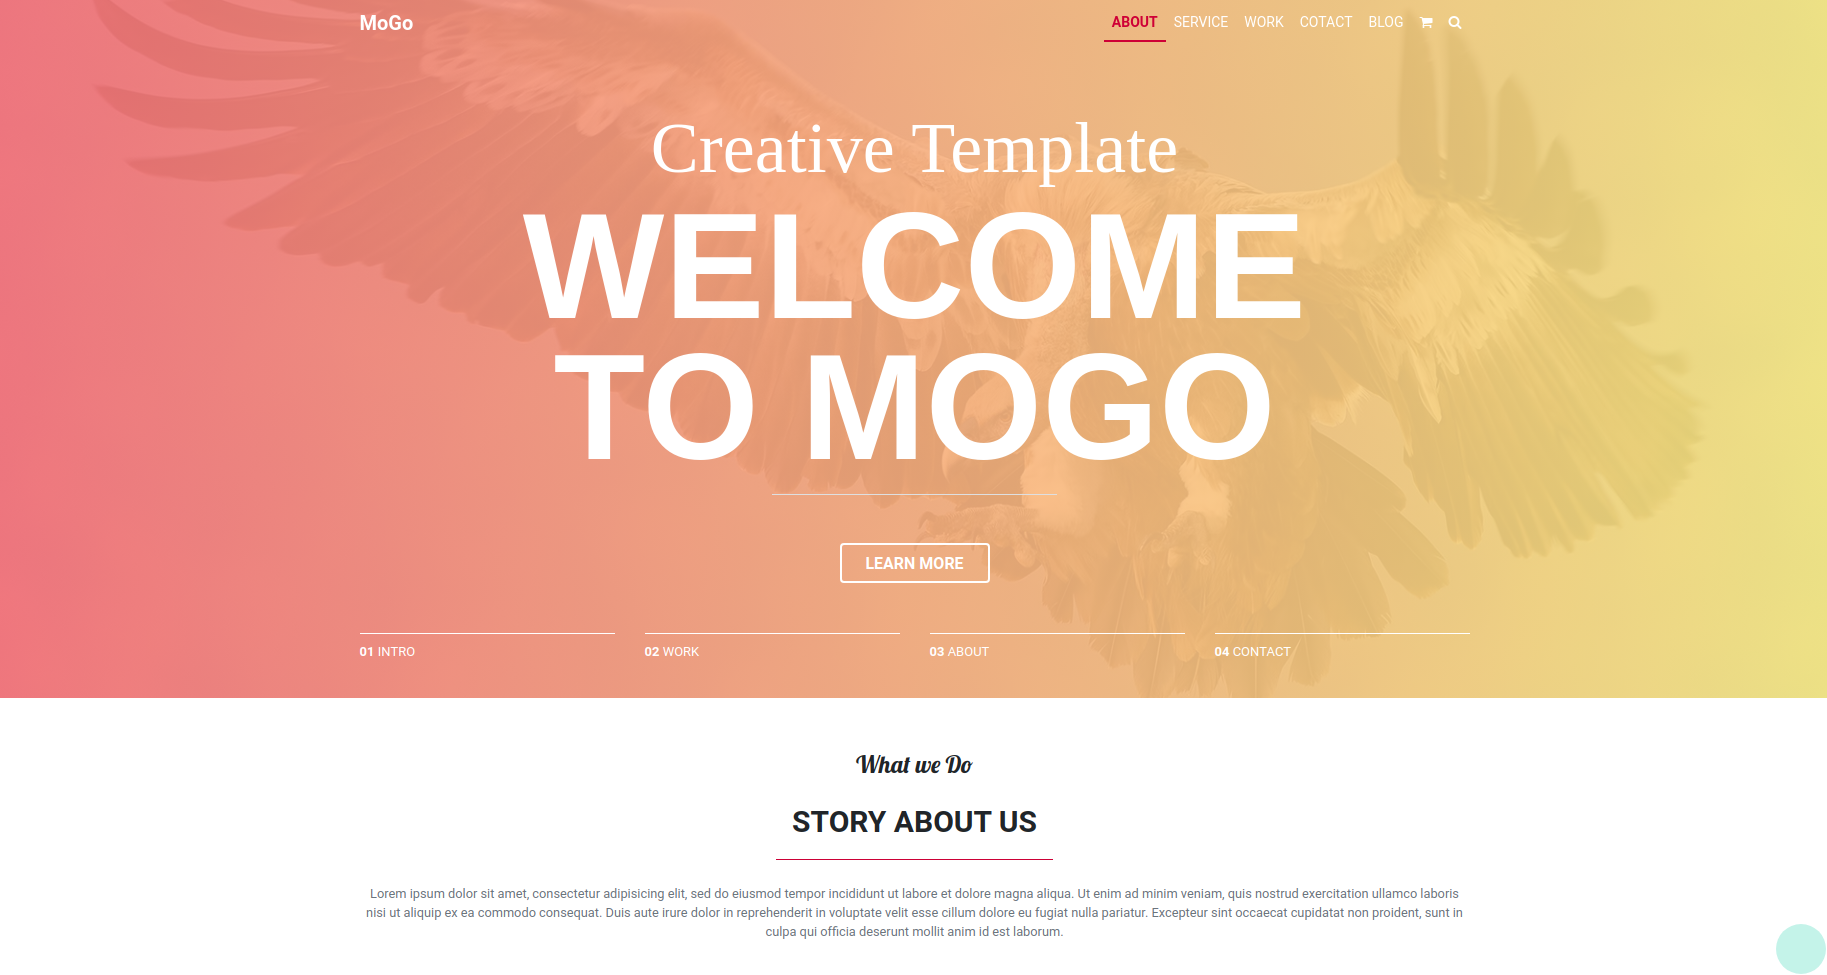 MoGo
ABOUT SERVICE WORK COTACT BLOG
Creative Template
WELCOME
TO MOGO
LEARN MORE
01 INTRO
02 WORK
03 ABOUT
04 CONTACT
What we Do
STORY ABOUT US
Lorem ipsum dolor sit amet, consectetur adipisicing elit, sed do eiusmod tempor incididunt ut labore et dolore magna aliqua. Ut enim ad minim veniam, quis nostrud exercitation ullamco laboris
nisi ut aliquip ex ea commodo consequat. Duis aute irure dolor in reprehenderit in voluptate velit esse cillum dolore eu fugiat nulla pariatur. Excepteur sint occaecat cupidatat non proident, sunt in
culpa qui officia deserunt mollit anim id est laborum.